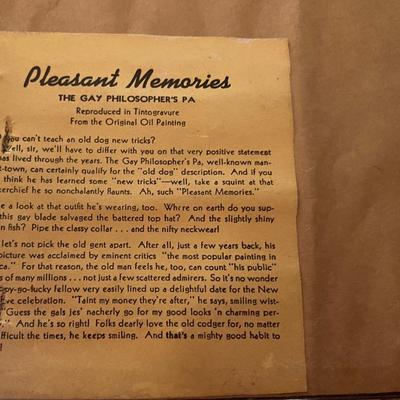 Pleasant Memories
THE GAY PHILOSOPHER'S PA
Reproduced in Tintogravure
From the Original Oil Painting
you can't teach an old dog new tricks?
ell, sir, we'll have to differ with you on that very positive statement
as lived through the years. The Gay Philosopher's Pa, well-known man-
t-town, can certainly qualify for the "old dog" description. And if you
think he has learned some "new tricks"—well, take a squint at that
kerchief he so nonchalantly flaunts. Ah, such "Pleasant Memories."
e a look at that outfit he's wearing, too. Where on earth do you sup-
this gay blade salvaged the battered top hat? And the slightly shiny
n fish? Pipe the classy collar . . . and the nifty neckwear!
let's not pick the old gent apart. After all, just a few years back, his
picture was acclaimed by eminent critics "the most popular painting in
ca." For that reason, the old man feels he, too, can count "his public"
s of many millions . . . not just a few scattered admirers. So it's no wonder
py-go-lucky fellow very easily lined up a delightful date for the New
Eve celebration. "Taint my money they're after," he says, smiling wist-
"Guess the gals jes' nacherly go for my good looks 'n charming per-
." And he's so right! Folks dearly love the old codger for, no matter
ifficult the times, he keeps smiling. And that's a mighty good habit to
!